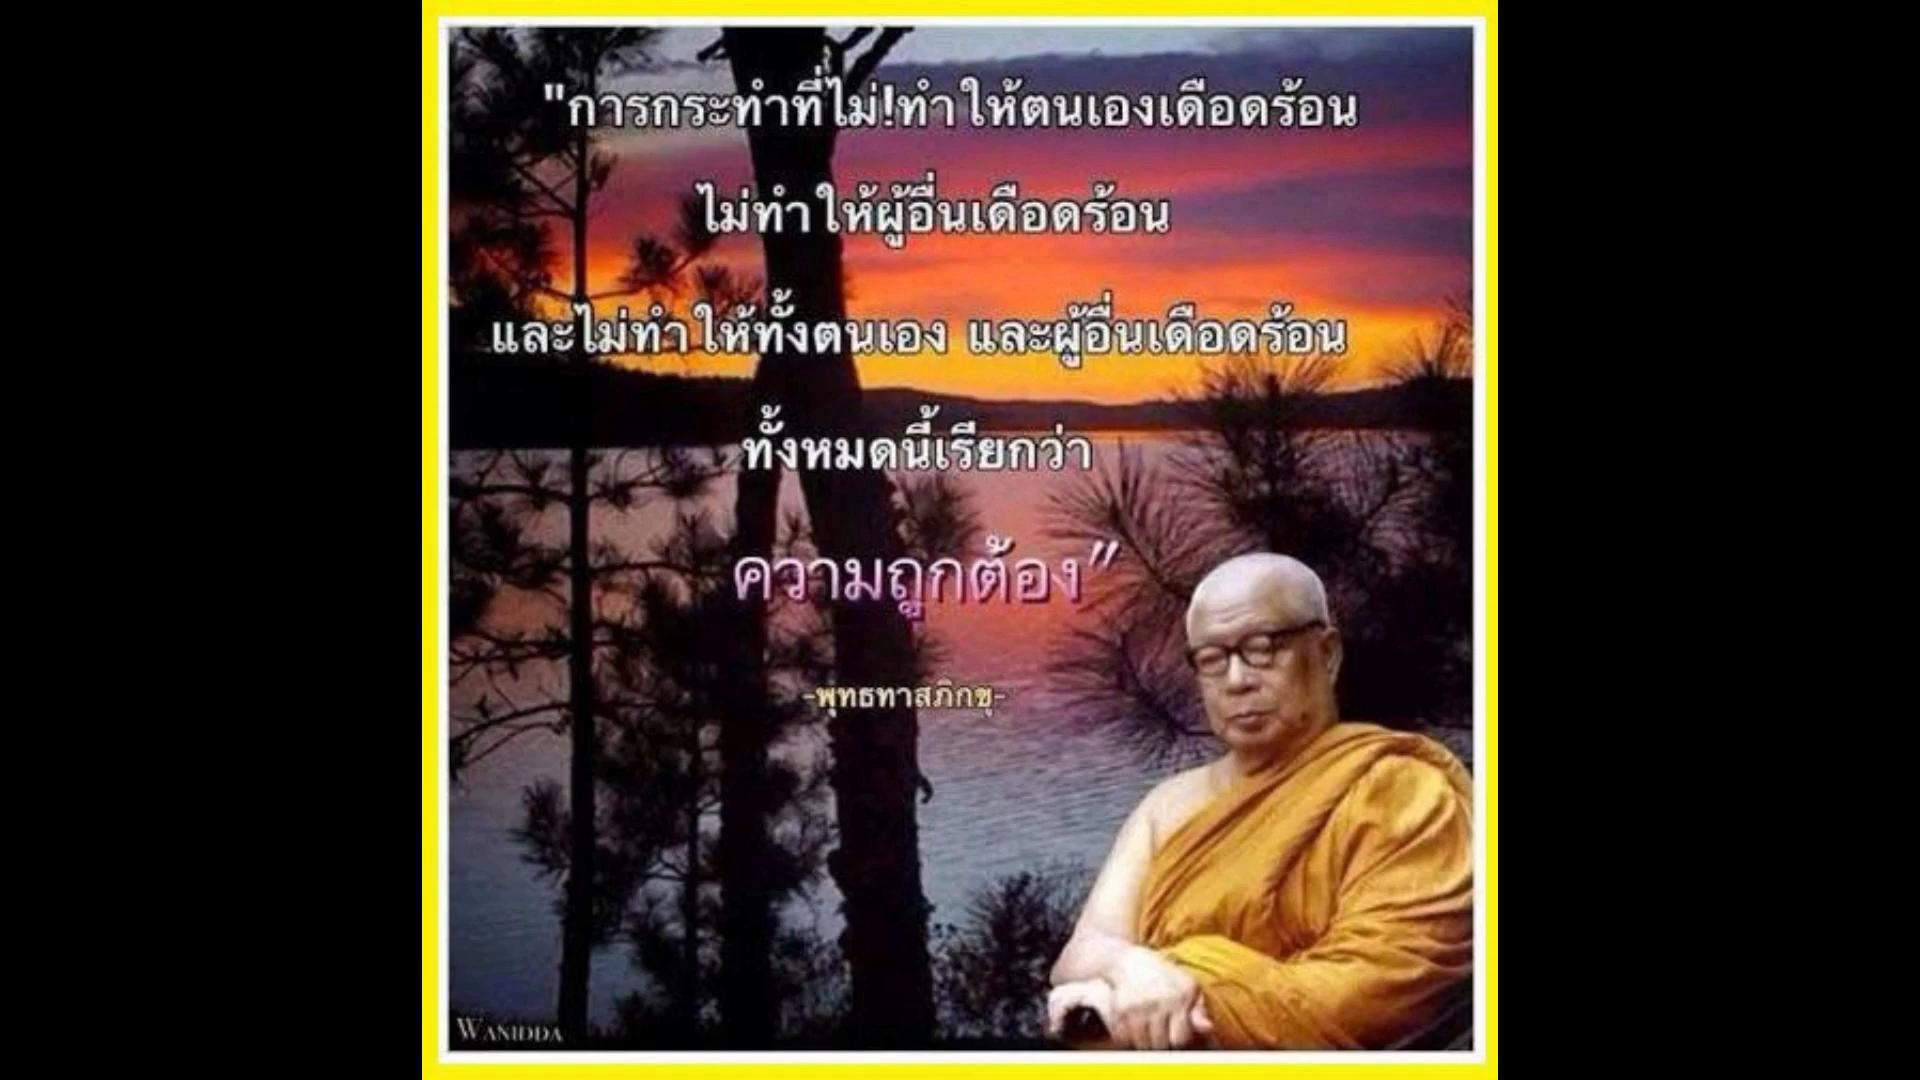 "การกระทำที่ไม่!ทำให้ตนเองเดือดร้อน
ไม่ทำให้ผู้อื่นเดือดร้อน
และไม่ทำให้ทั้งตนเอง และผู้อื่นเดือดร้อน
ทั้งหมดนี้เรียกว่า
ความถูกต้อง"
-พุทธทาสภิกขุ-
WANIDDA